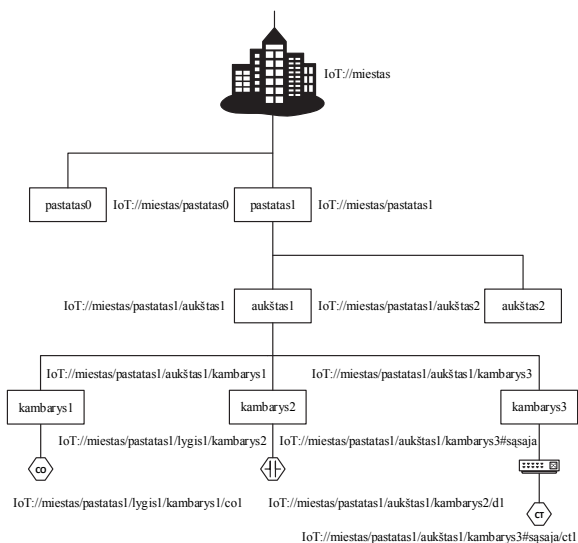 IoT://miestas
pastatas0
IoT://miestas/pastatas0
pastatas1
IoT://miestas/pastatas1
IoT://miestas/pastatas1/aukštas1
aukštas1
IoT://miestas/pastatas1/aukštas2
aukštas2
IoT://miestas/pastatas1/aukštas1/kambarys1
IoT://miestas/pastatas1/aukštas1/kambarys3
kambarys1
kambarys2
kambarys3
IoT://miestas/pastatas1/lygis1/kambarys2
IoT://miestas/pastatas1/aukštas1/kambarys3#sąsaja
CO
IoT://miestas/pastatas1/lygis1/kambarys1/co1
IoT://miestas/pastatas1/aukštas1/kambarys2/d1
CT
IoT://miestas/pastatas1/aukštas1/kambarys3#sąsaja/ct1